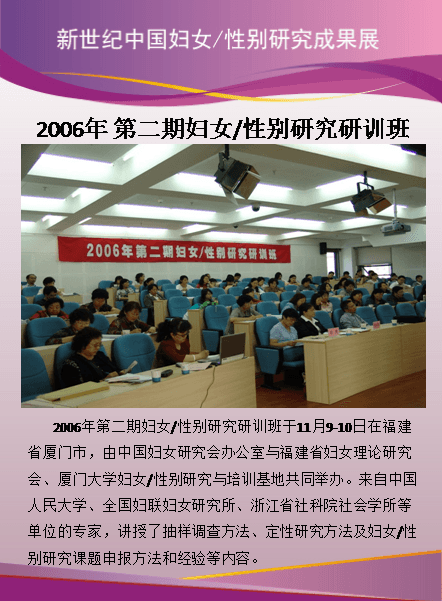 新世纪中国妇女/性别研究成果展
2006年 第二期妇女/性别研究研训班
2006年第二期妇女/性别研究研训班
2006年第二期妇女/性别研究研训班于11月9-10日在福建
省厦门市，由中国妇女研究会办公室与福建省妇女理论研究
会、厦门大学妇女/性别研究与培训基地共同举办。来自中国
人民大学、全国妇联妇女研究所、浙江省社科院社会学所等
单位的专家，讲授了抽样调查方法、定性研究方法及妇女/性
别研究课题申报方法和经验等内容。